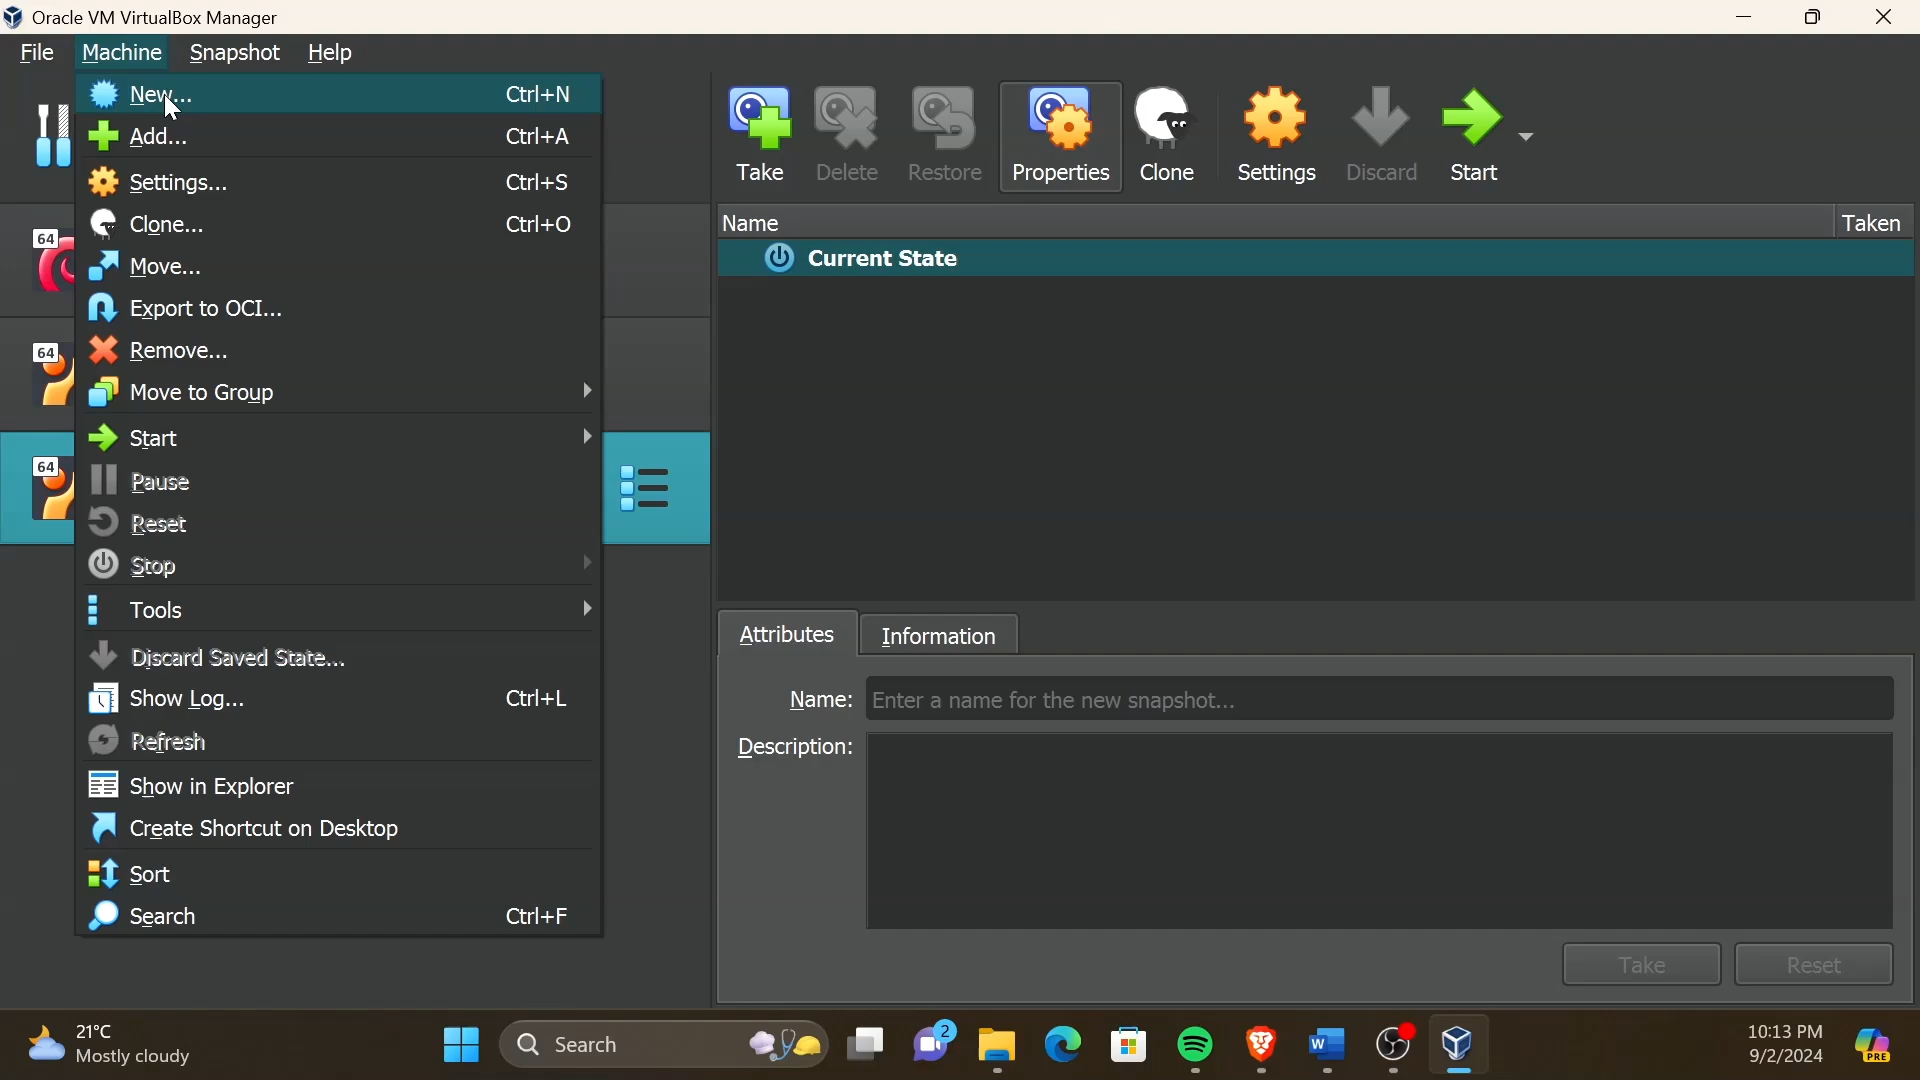 Oracle VM VirtualBox Manager
File Machine Snapshot Help
New... Ctrl+N
Add... Ctrl+A
Settings... Ctrl+S
Clone... Ctrl+O
Move...
Export to OCI...
Remove...
Move to Group
Start
Pause
Reset
Stop
Tools
Discard Saved State...
Show Log... Ctrl+L
Refresh
Show in Explorer
Create Shortcut on Desktop
Sort
Search Ctrl+F
64
64
64
Take Delete Restore Properties Clone Settings Discard Start
Name Taken
Current State
Attributes Information
Name: Enter a name for the new snapshot...
Description:
Take Reset
21°C
Mostly cloudy
Search
2
W
10:13 PM
9/2/2024
PRE